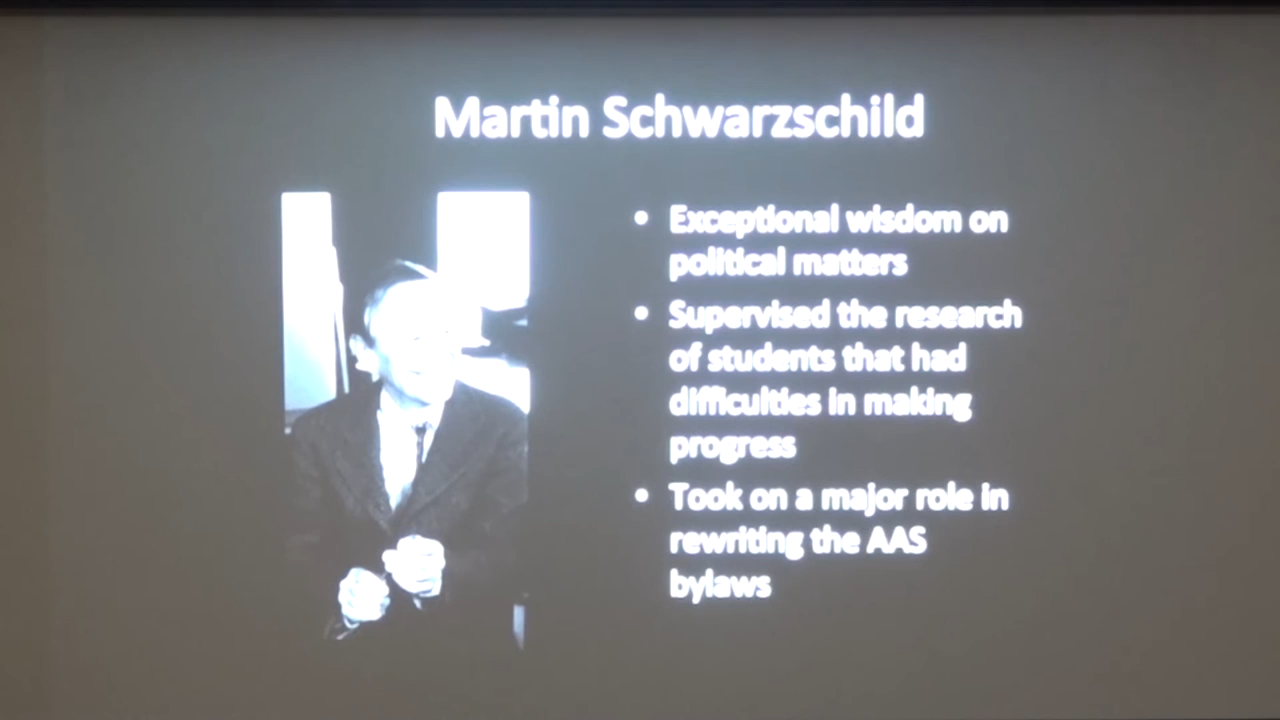 Martin Schwarzschild
• Exceptional wisdom on
political matters
• Supervised the research
of students that had
difficulties in making
progress
• Took on a major role in
rewriting the AAS
bylaws